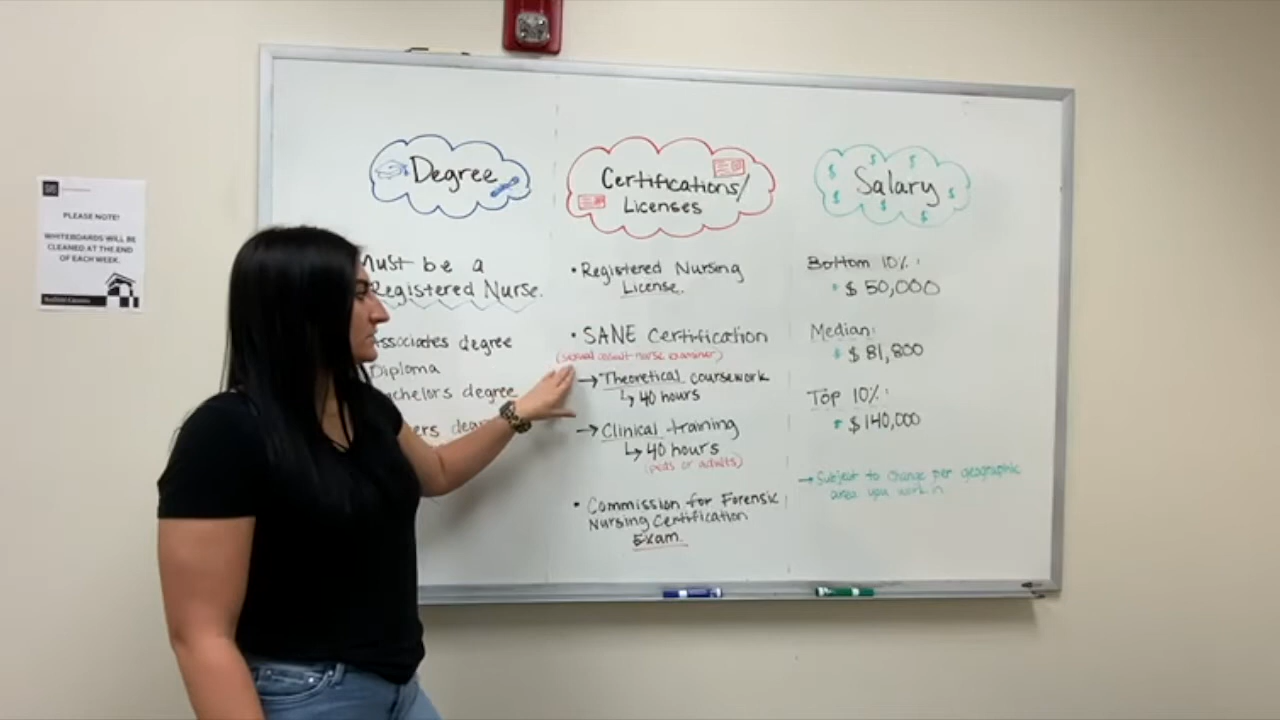 PLEASE NOTE!
WHITEBOARDS WILL BE
CLEANED AT THE END
OF EACH WEEK.
Degree
Must be a
Registered Nurse.
Associates degree
Diploma
Bachelors degree
Certifications/
Licenses
• Registered Nursing
License.
• SANE Certification
(sexual assault nurse examiner)
→ Theoretical coursework
↳ 40 hours
→ Clinical training
↳ 40 hours
(peds or adults)
• Commission for Forensic
Nursing Certification
Exam.
Salary
$ $ $ $ $ $ $
Bottom 10%:
• $50,000
Median:
• $81,800
Top 10%:
• $140,000
→ Subject to change per geographic
area you work in